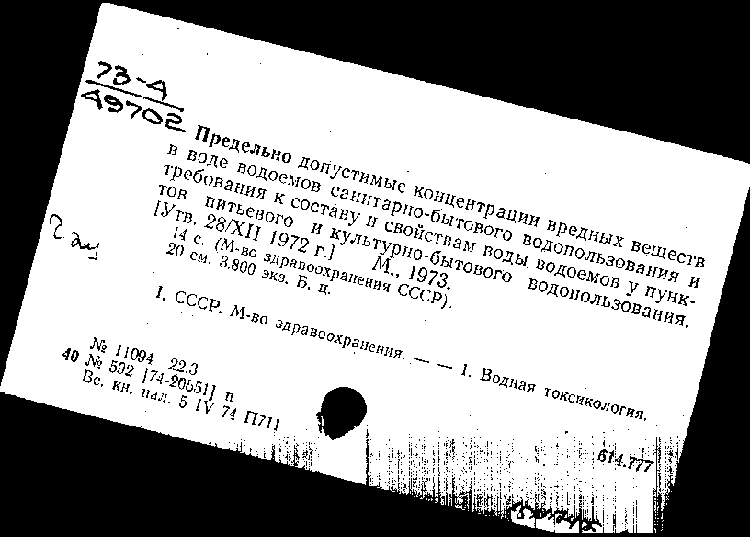 73-4
49702
Предельно допустимые концентрации вредных веществ
в воде водоемов санитарно-бытового водопользования и
требования к составу и свойствам воды водоемов у пунк-
тов питьевого и культурно-бытового водопользования.
[Утв. 28/XII 1972 г.] М., 1973.
14 с. (М-во здравоохранения СССР).
20 см. 3.800 экз. Б. ц.
I. СССР. М-во здравоохранения. — — 1. Водная токсикология.
№ 11094 22.3
40 № 592 [74-20551] п
Вс. кн. пал. 5 IV 74 П711
614.777